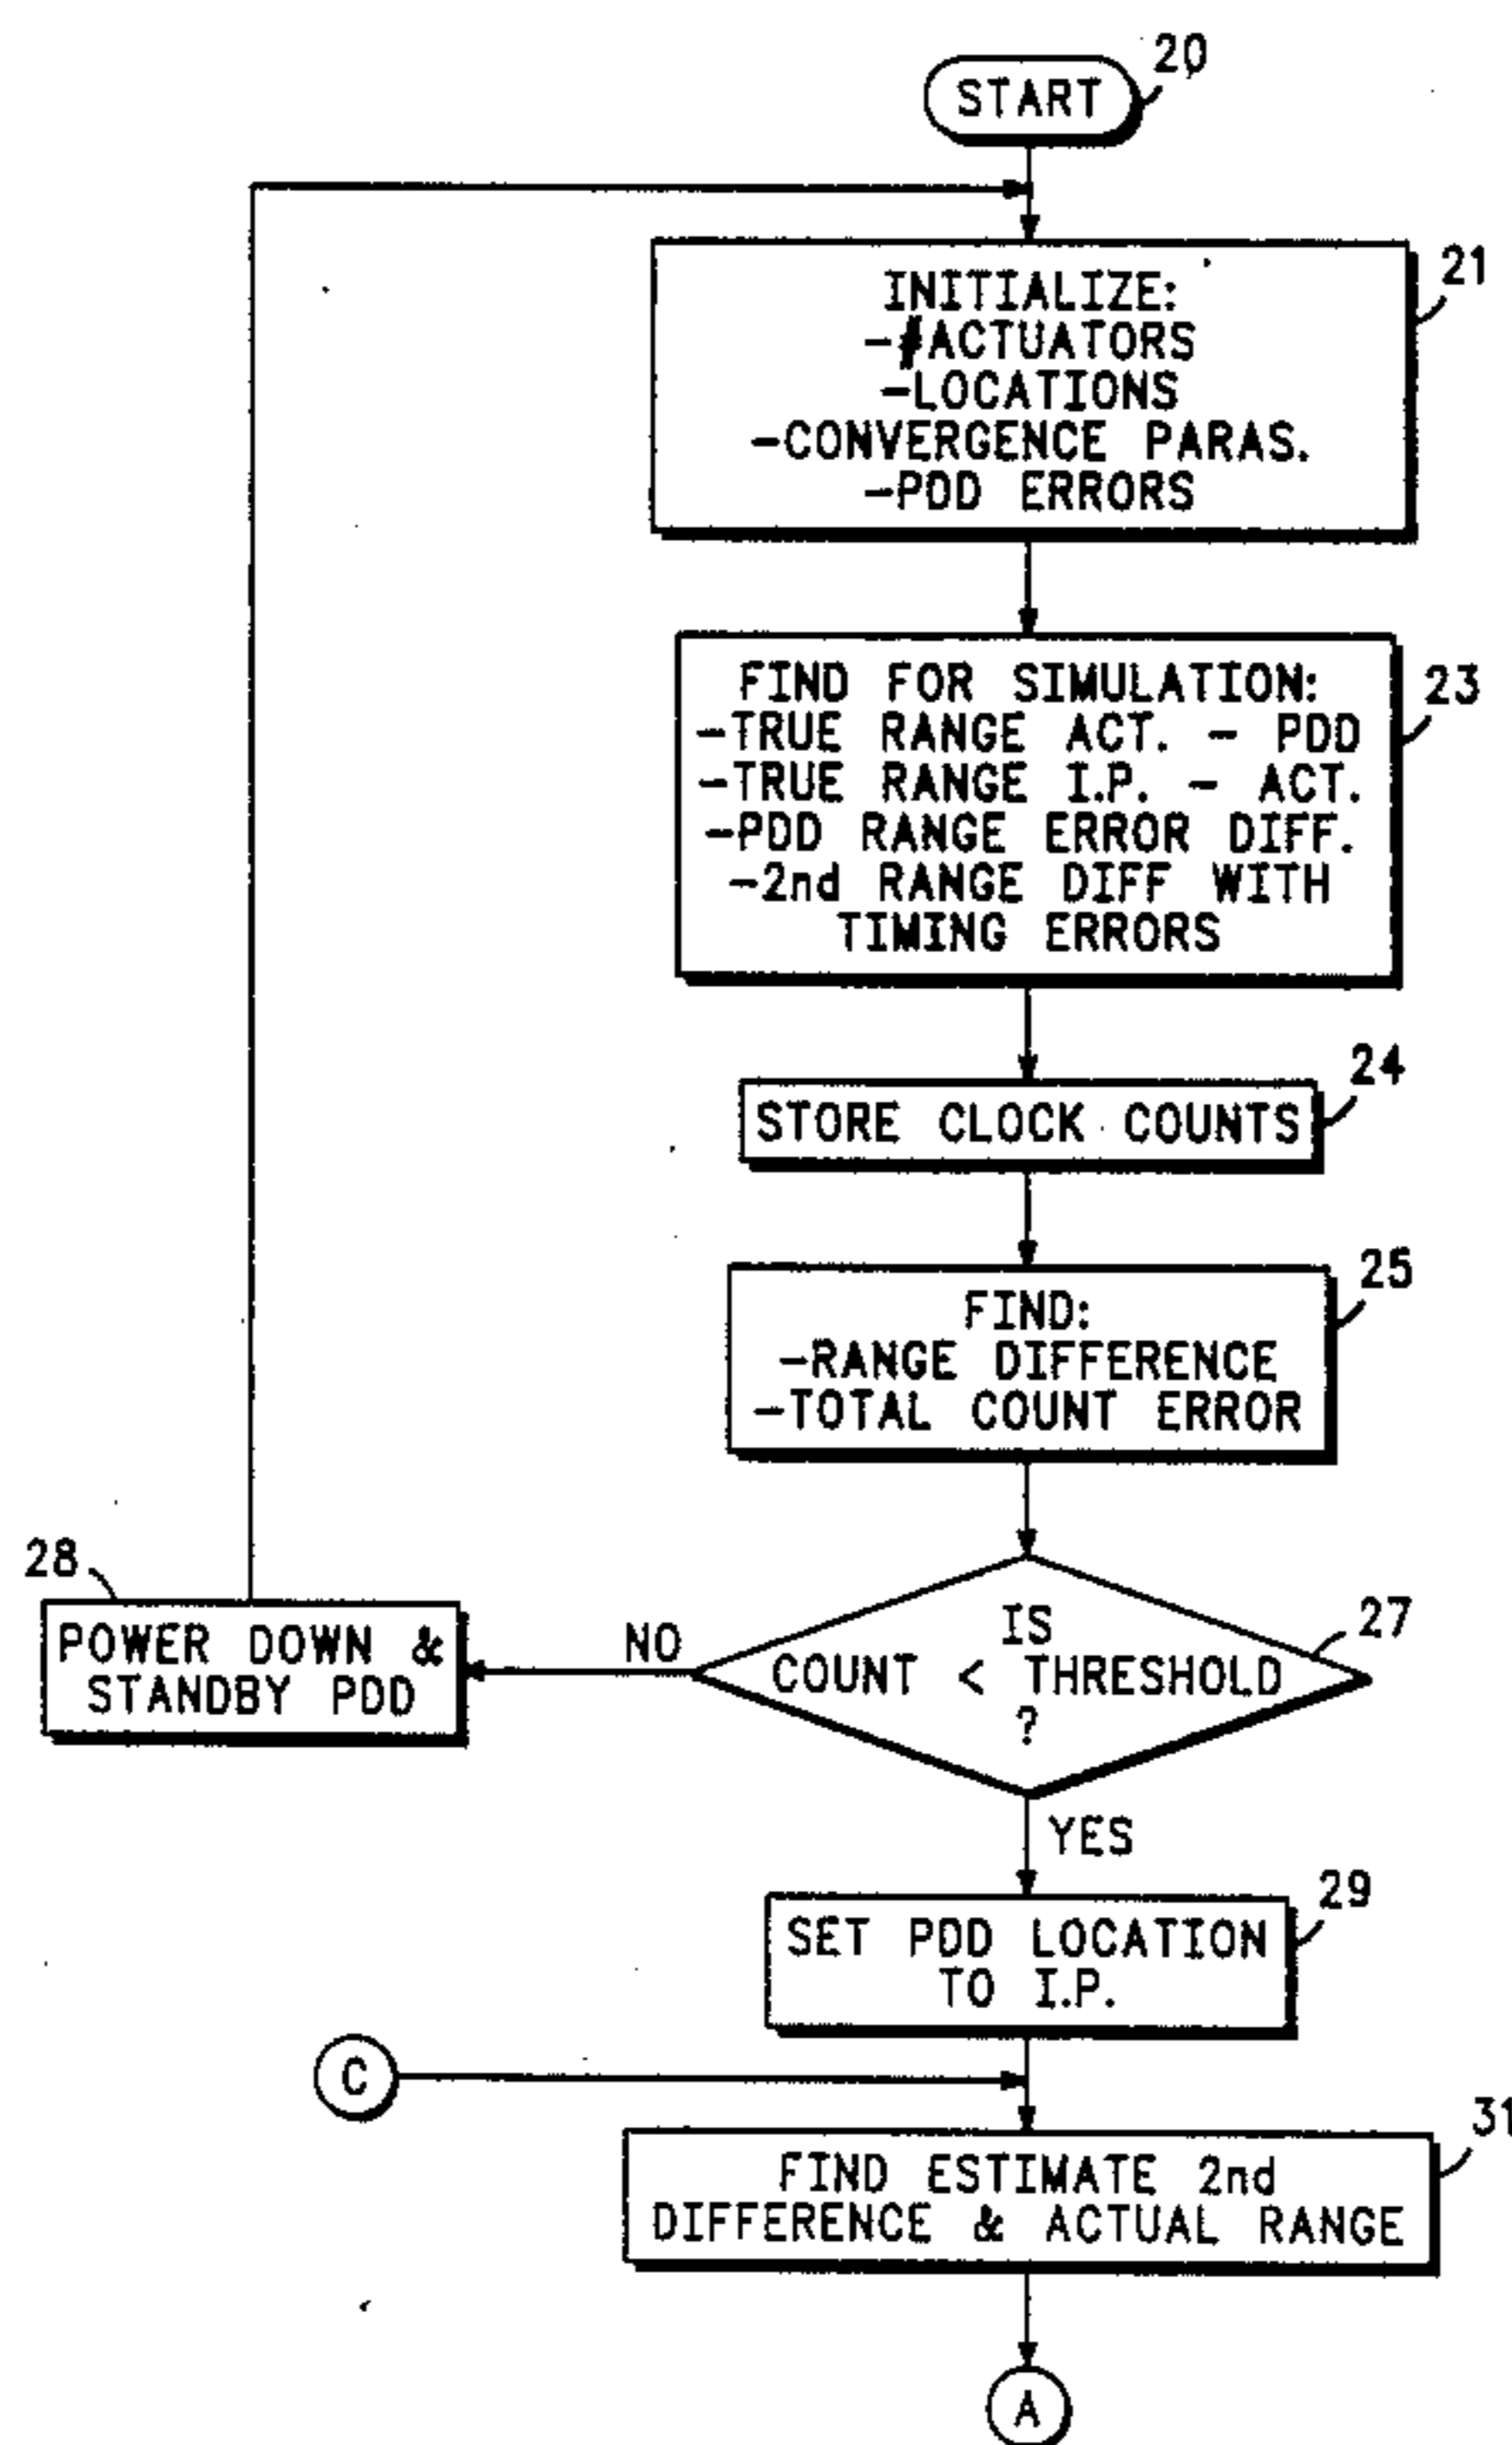 20
START
21
INITIALIZE:
-#ACTUATORS
-LOCATIONS
-CONVERGENCE PARAS.
-PDD ERRORS
23
FIND FOR SIMULATION:
-TRUE RANGE ACT. - PDD
-TRUE RANGE I.P. - ACT.
-PDD RANGE ERROR DIFF.
-2nd RANGE DIFF WITH
TIMING ERRORS
24
STORE CLOCK COUNTS
25
FIND:
-RANGE DIFFERENCE
-TOTAL COUNT ERROR
28
POWER DOWN &
STANDBY PDD
NO
27
IS
COUNT < THRESHOLD
?
YES
29
SET PDD LOCATION
TO I.P.
C
31
FIND ESTIMATE 2nd
DIFFERENCE & ACTUAL RANGE
A